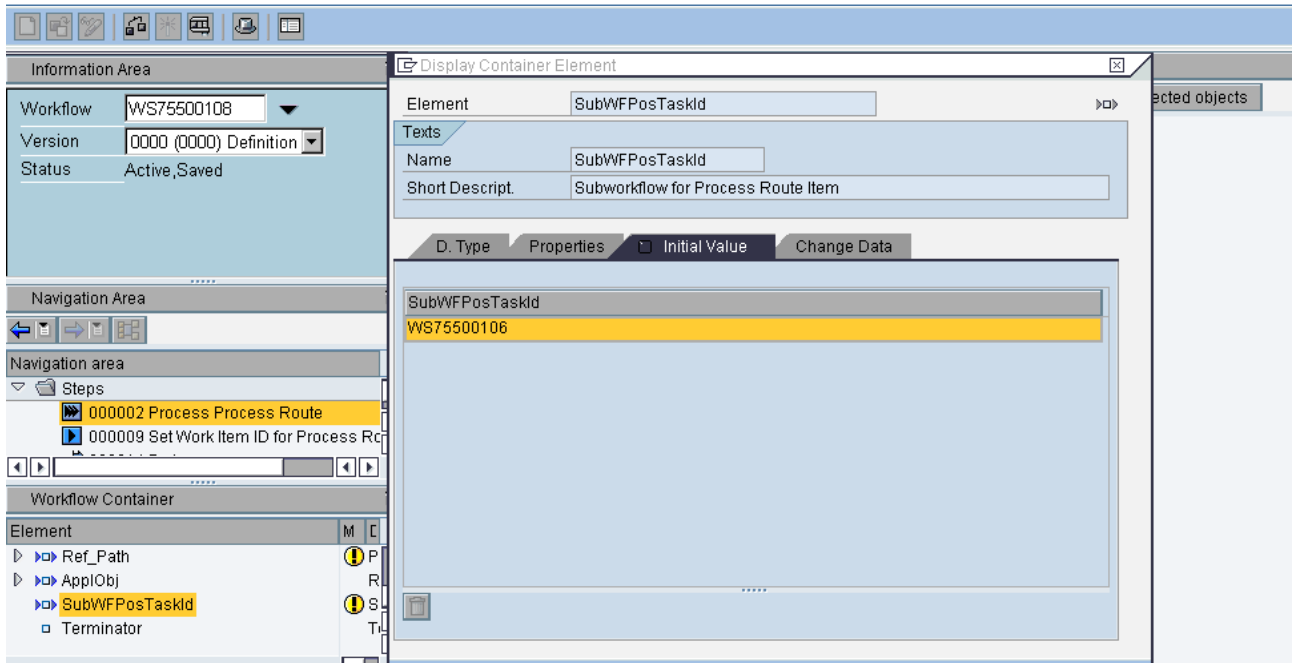 Information Area
Workflow WS75500108
Version 0000 (0000) Definition
Status Active,Saved
Navigation Area
Navigation area
Steps
000002 Process Process Route
000009 Set Work Item ID for Process
Workflow Container
Element M
Ref_Path P
ApplObj R
SubWFPosTaskId S
Terminator
Display Container Element
Element SubWFPosTaskId
Texts
Name SubWFPosTaskId
Short Descript. Subworkflow for Process Route Item
D. Type Properties Initial Value Change Data
SubWFPosTaskId
WS75500106
ected objects